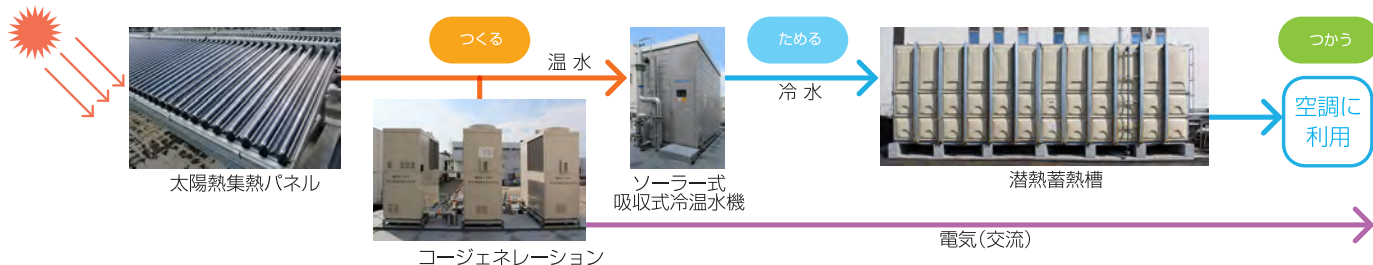 つくる
ためる
つかう
温水
冷水
空調に
利用
太陽熱集熱パネル
ソーラー式
吸収式冷温水機
潜熱蓄熱槽
電気(交流)
コージェネレーション